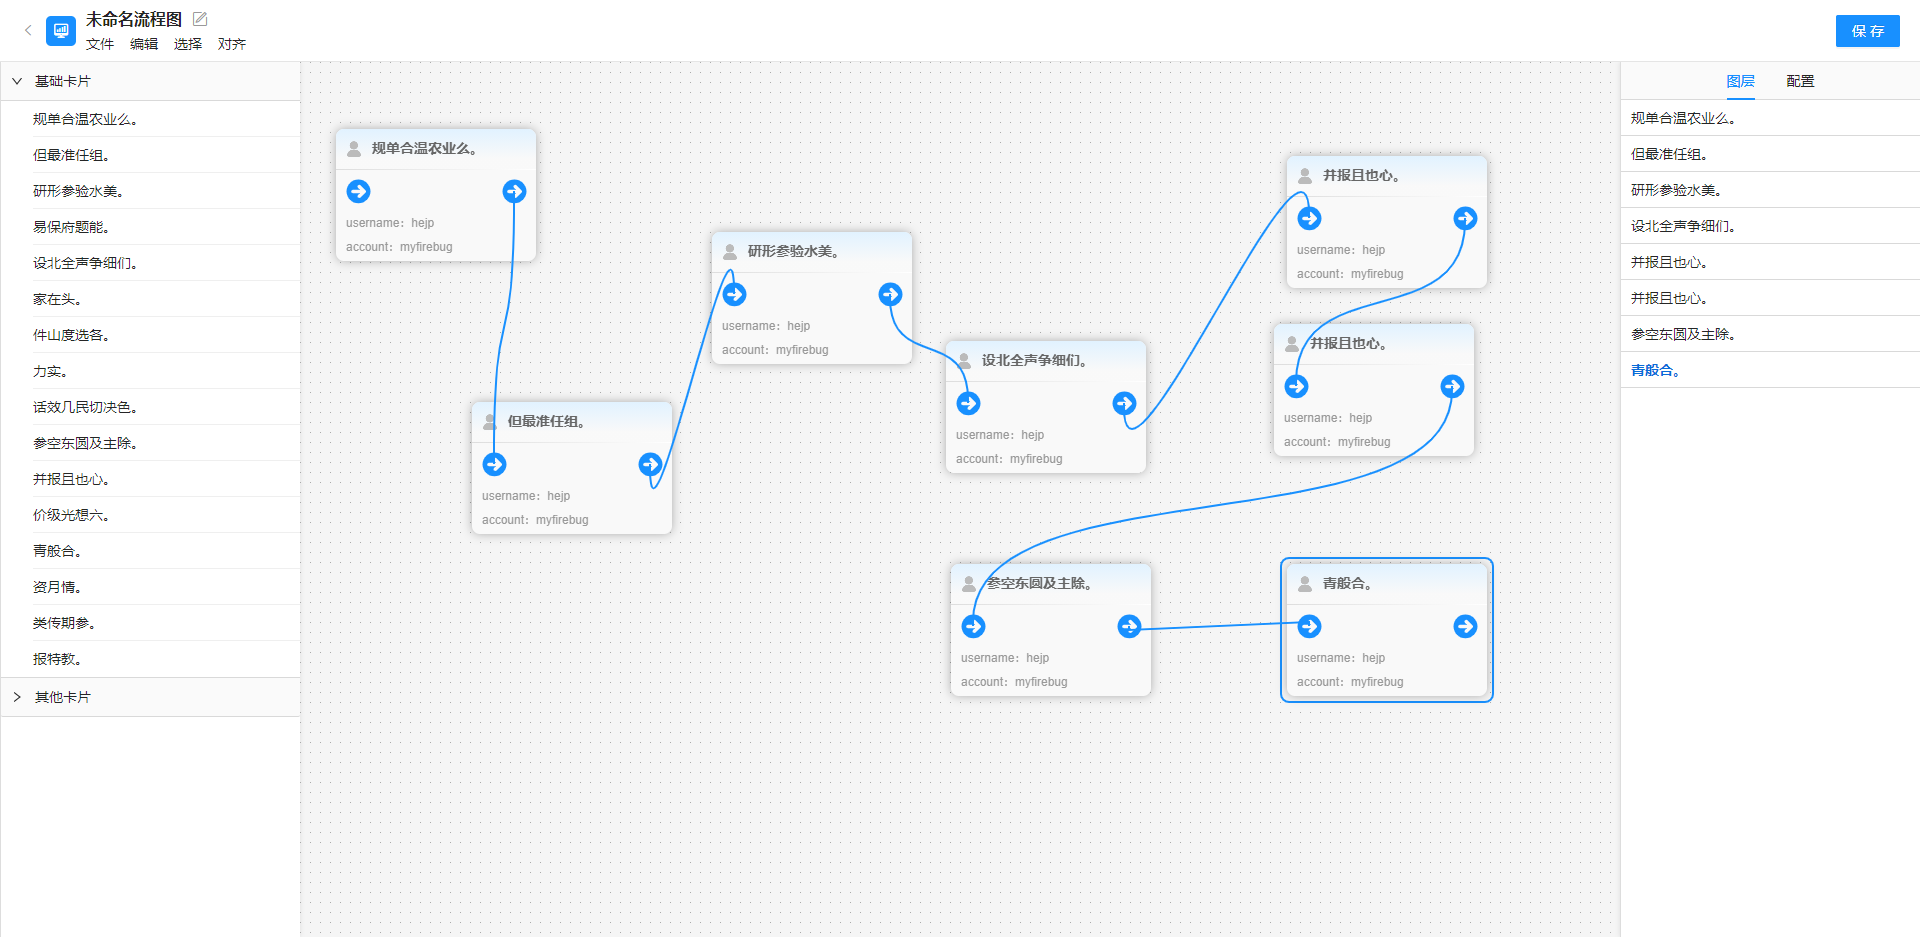 未命名流程图
文件 编辑 选择 对齐
保 存
基础卡片
规单合温农业么。
但最准任组。
研形参验水美。
易保府题能。
设北全声争细们。
家在头。
件山度选各。
力实。
话效几民切决色。
参空东圆及主除。
并报且也心。
价级光想六。
青般合。
资月情。
类传期参。
报特教。
其他卡片
规单合温农业么。
username：hejp
account：myfirebug
但最准任组。
username：hejp
account：myfirebug
研形参验水美。
username：hejp
account：myfirebug
设北全声争细们。
username：hejp
account：myfirebug
并报且也心。
username：hejp
account：myfirebug
并报且也心。
username：hejp
account：myfirebug
参空东圆及主除。
username：hejp
account：myfirebug
青般合。
username：hejp
account：myfirebug
图层 配置
规单合温农业么。
但最准任组。
研形参验水美。
设北全声争细们。
并报且也心。
并报且也心。
参空东圆及主除。
青般合。